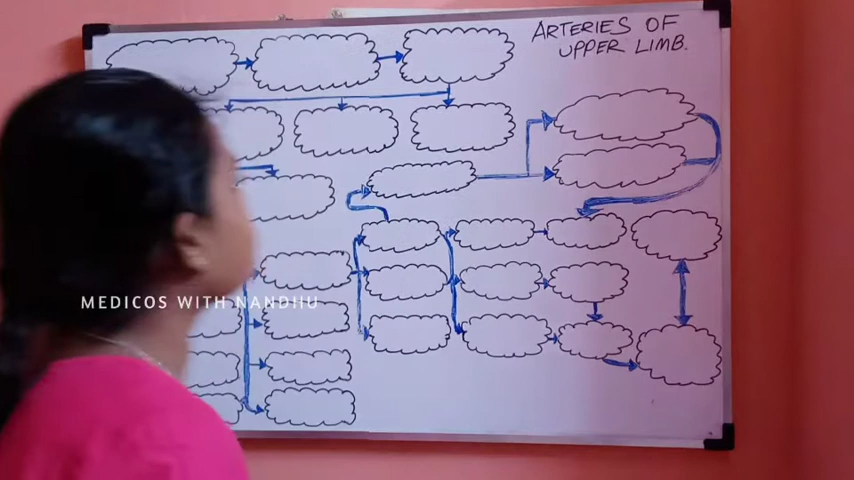 ARTERIES OF
UPPER LIMB.
MEDICOS WITH NANDHU